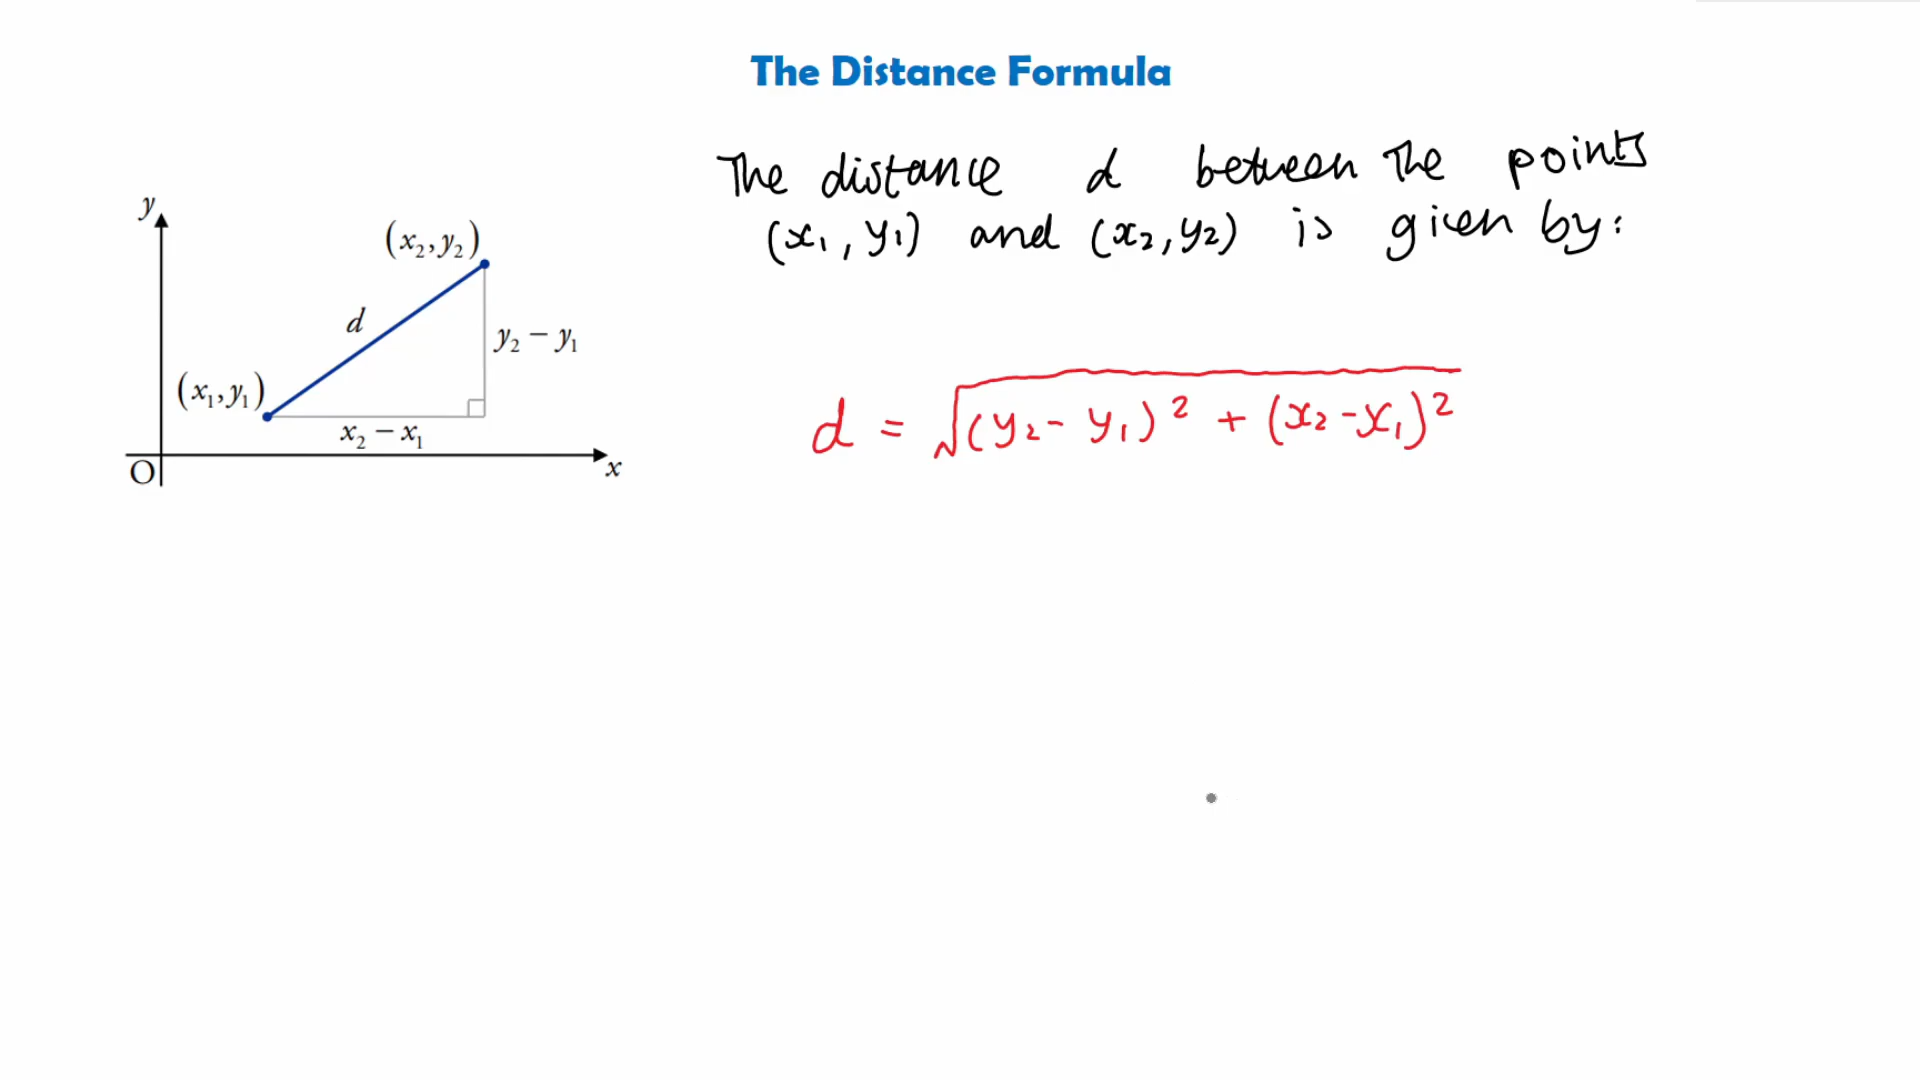 The Distance Formula
The distance d between The points
(x₁, y₁) and (x₂, y₂) is given by:
y
(x₂, y₂)
d
y₂ − y₁
(x₁, y₁)
x₂ − x₁
O
x
d = √(y₂ - y₁)² + (x₂ - x₁)²